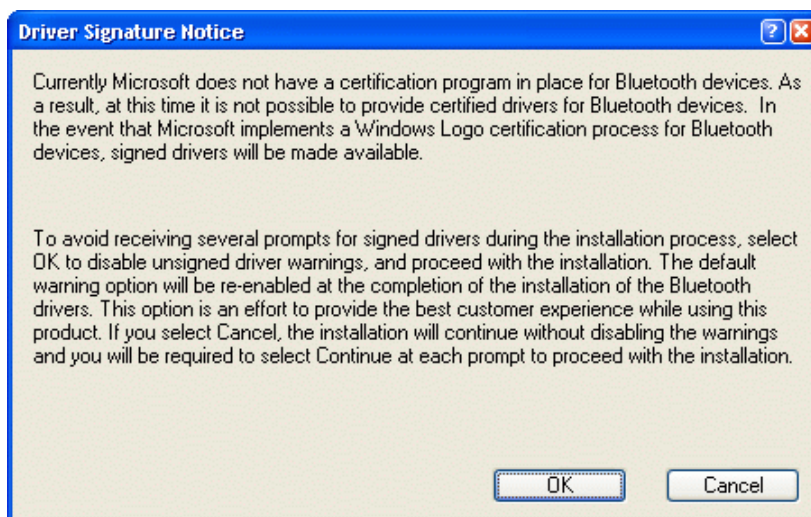 Driver Signature Notice
Currently Microsoft does not have a certification program in place for Bluetooth devices. As
a result, at this time it is not possible to provide certified drivers for Bluetooth devices.  In
the event that Microsoft implements a Windows Logo certification process for Bluetooth
devices, signed drivers will be made available.
To avoid receiving several prompts for signed drivers during the installation process, select
OK to disable unsigned driver warnings, and proceed with the installation. The default
warning option will be re-enabled at the completion of the installation of the Bluetooth
drivers. This option is an effort to provide the best customer experience while using this
product. If you select Cancel, the installation will continue without disabling the warnings
and you will be required to select Continue at each prompt to proceed with the installation.
OK
Cancel